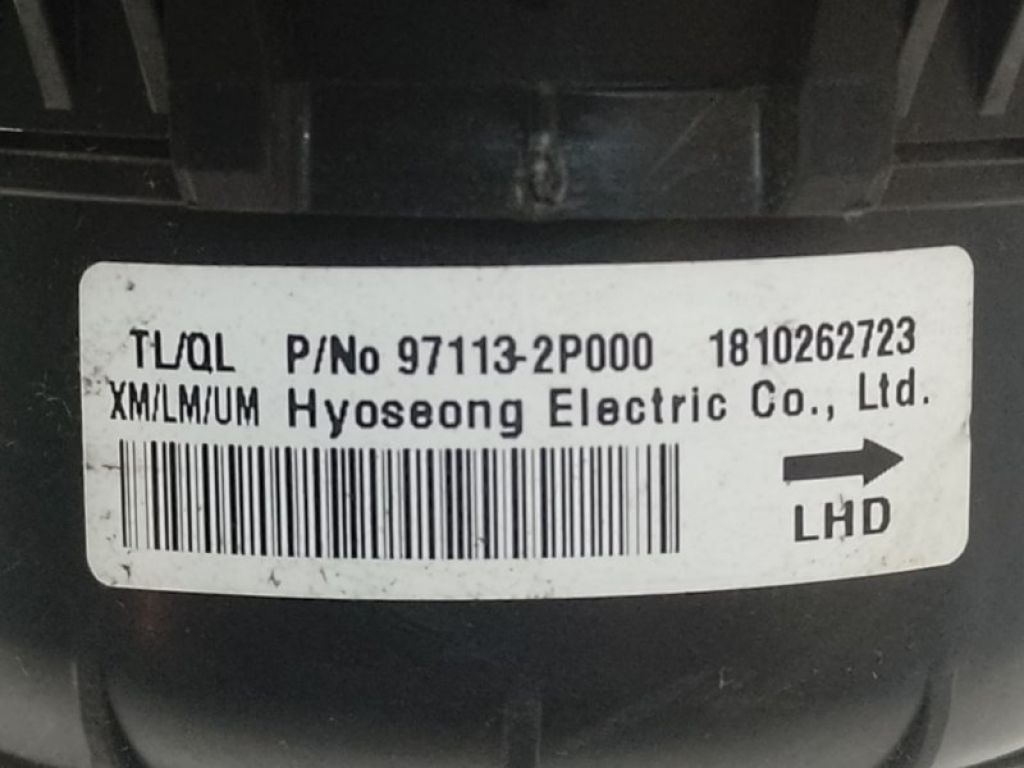 TL/QL P/No 97113-2P000 1810262723
XM/LM/UM Hyoseong Electric Co., Ltd.
LHD